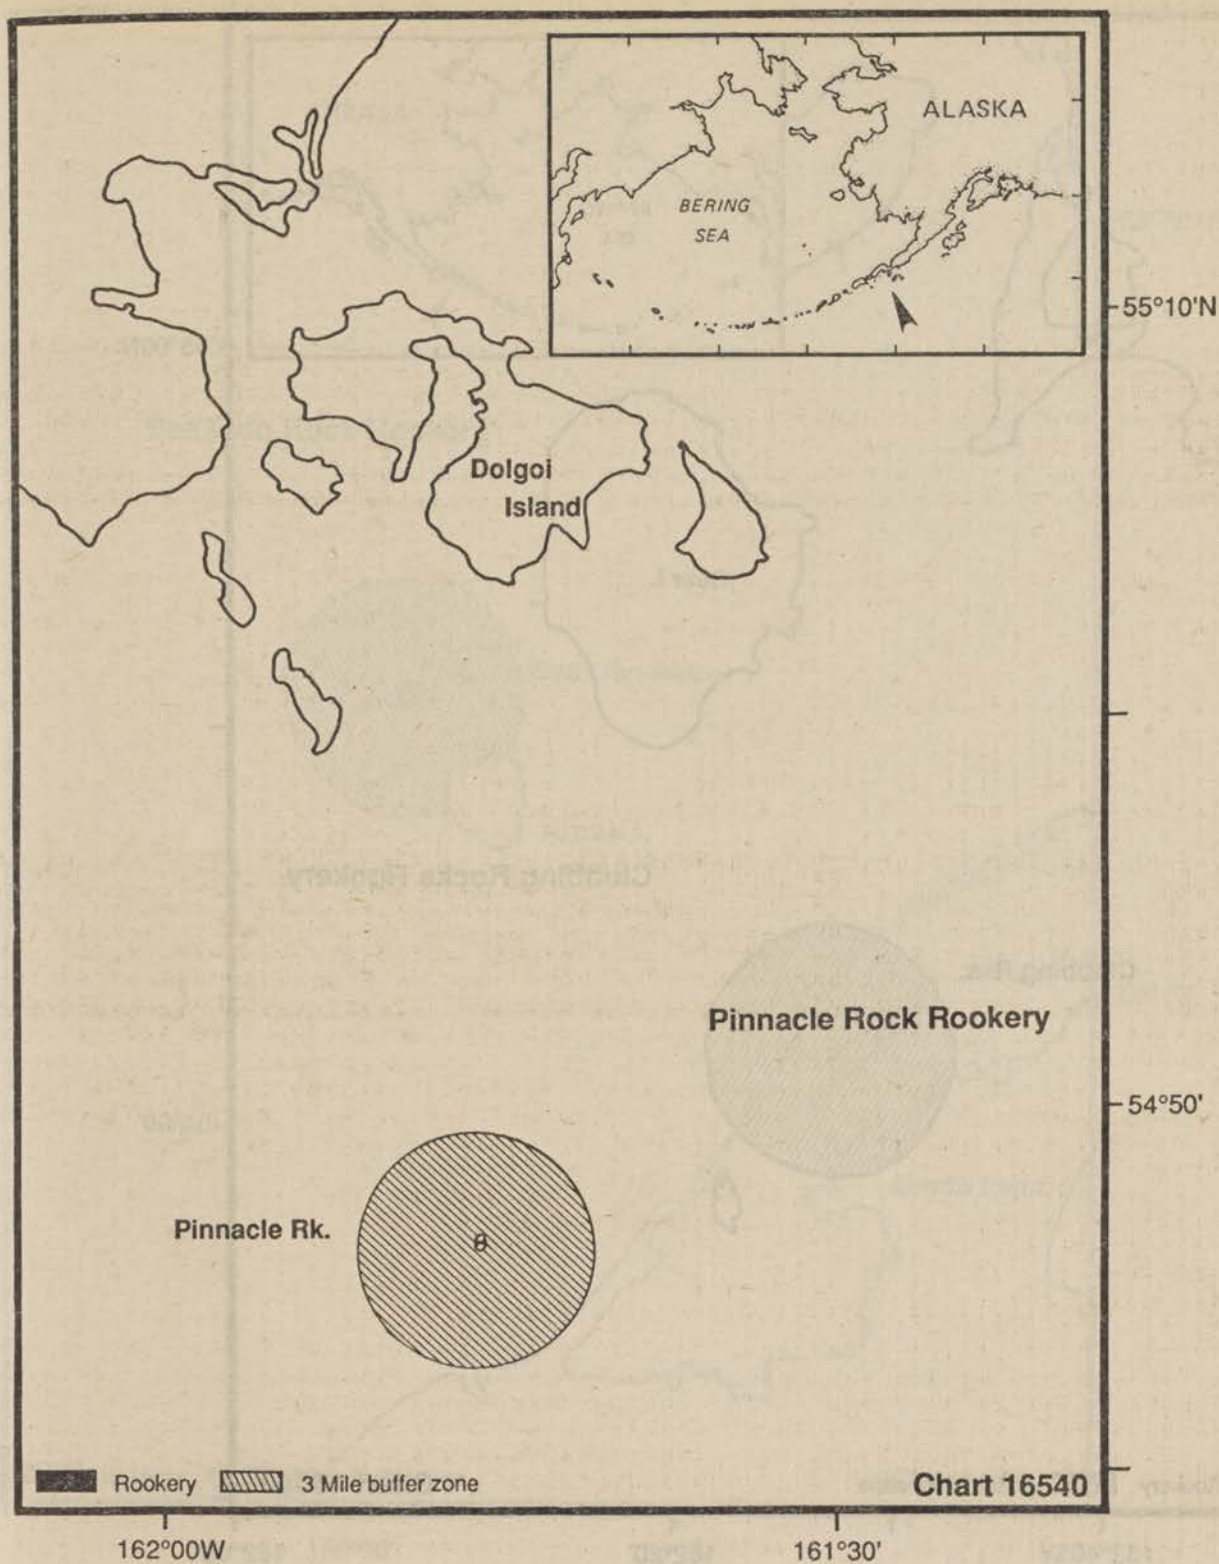 ALASKA
BERING
SEA
55°10'N
Dolgoi
Island
Pinnacle Rock Rookery
54°50'
Pinnacle Rk.
Rookery
3 Mile buffer zone
Chart 16540
162°00W
161°30'